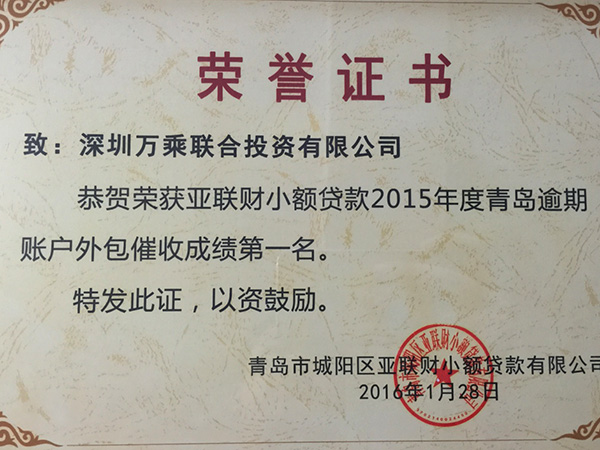 荣誉证书
致：深圳万乘联合投资有限公司
恭贺荣获亚联财小额贷款2015年度青岛逾期
账户外包催收成绩第一名。
特发此证，以资鼓励。
青岛市城阳区亚联财小额贷款有限公司
2016年1月28日